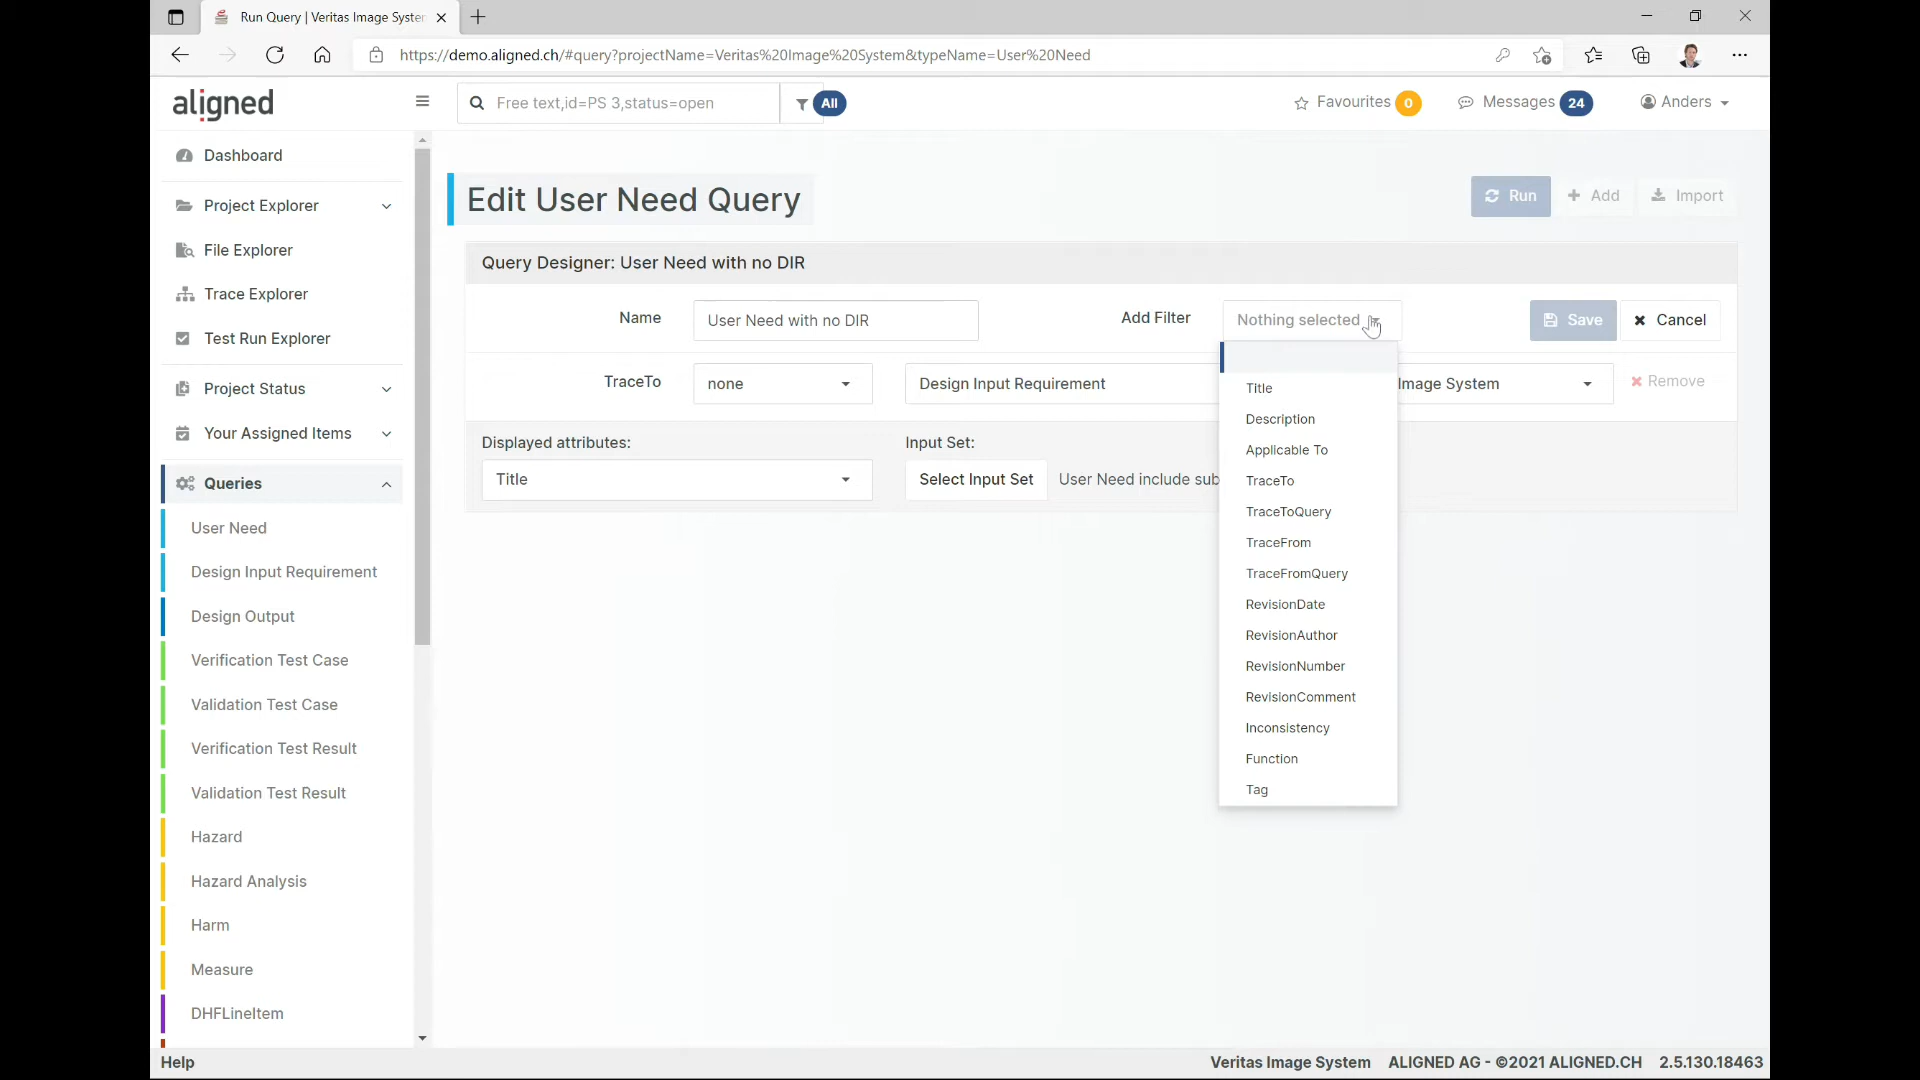 Run Query | Veritas Image System
https://demo.aligned.ch/#query?projectName=Veritas%20Image%20System&typeName=User%20Need
aligned
Free text,id=PS 3,status=open
All
Favourites 0
Messages 24
Anders
Dashboard
Project Explorer
File Explorer
Trace Explorer
Test Run Explorer
Project Status
Your Assigned Items
Queries
User Need
Design Input Requirement
Design Output
Verification Test Case
Validation Test Case
Verification Test Result
Validation Test Result
Hazard
Hazard Analysis
Harm
Measure
DHFLineItem
Edit User Need Query
Run
Add
Import
Query Designer: User Need with no DIR
Name
User Need with no DIR
Add Filter
Nothing selected
Save
Cancel
TraceTo
none
Design Input Requirement
Image System
Remove
Displayed attributes:
Title
Input Set:
Select Input Set
User Need include sub
Title
Description
Applicable To
TraceTo
TraceToQuery
TraceFrom
TraceFromQuery
RevisionDate
RevisionAuthor
RevisionNumber
RevisionComment
Inconsistency
Function
Tag
Help
Veritas Image System ALIGNED AG - ©2021 ALIGNED.CH 2.5.130.18463